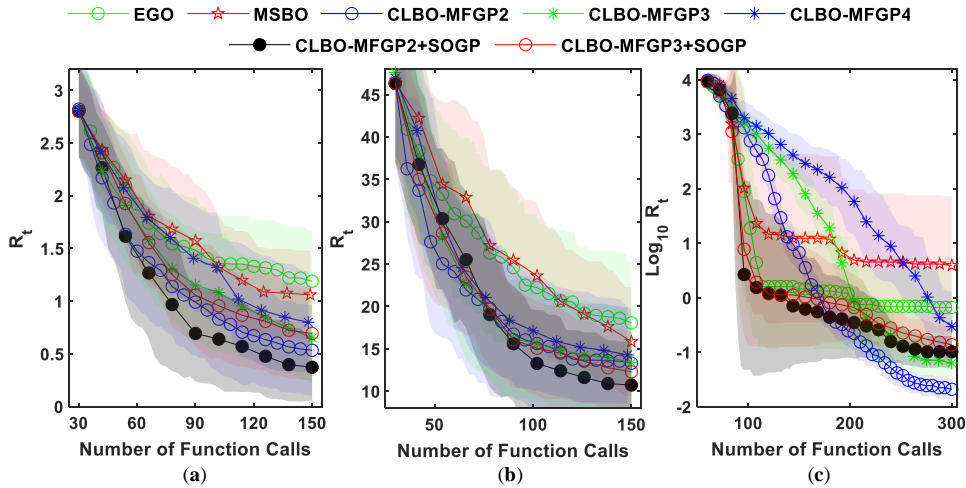 EGO MSBO CLBO-MFGP2 CLBO-MFGP3 CLBO-MFGP4
CLBO-MFGP2+SOGP CLBO-MFGP3+SOGP
R_t
3
2.5
2
1.5
1
0.5
0
30 60 90 120 150
Number of Function Calls
(a)
R_t
45
40
35
30
25
20
15
10
50 100 150
Number of Function Calls
(b)
Log_10 R_t
4
3
2
1
0
-1
-2
100 200 300
Number of Function Calls
(c)